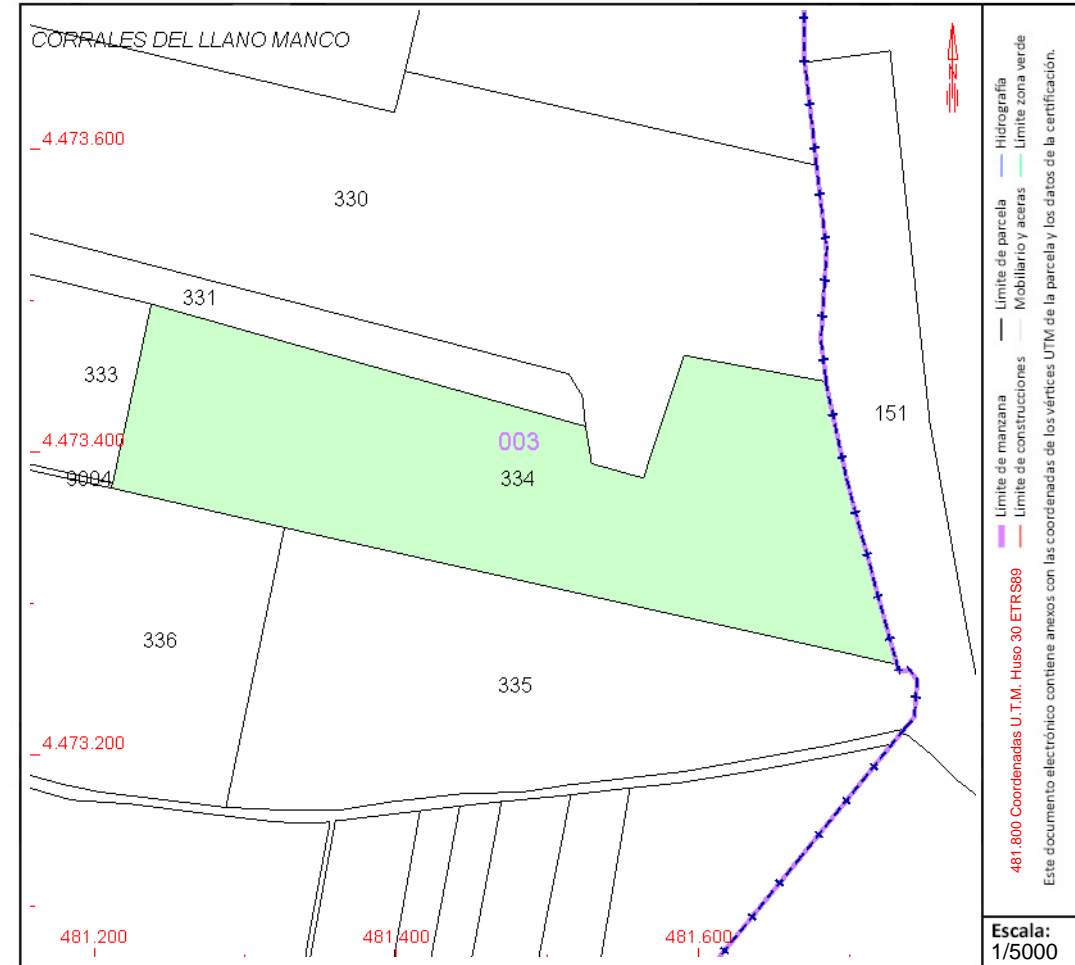 CORRALES DEL LLANO MANCO
4.473.600
330
331
333
4.473.400
003
151
9004
334
336
335
4.473.200
481.200
481.400
481.600
N
Límite de manzana
Límite de parcela
Hidrografía
481.800 Coordenadas U.T.M. Huso 30 ETRS89
Límite de construcciones
Mobiliario y aceras
Límite zona verde
Este documento electrónico contiene anexos con las coordenadas de los vértices UTM de la parcela y los datos de la certificación.
Escala:
1/5000